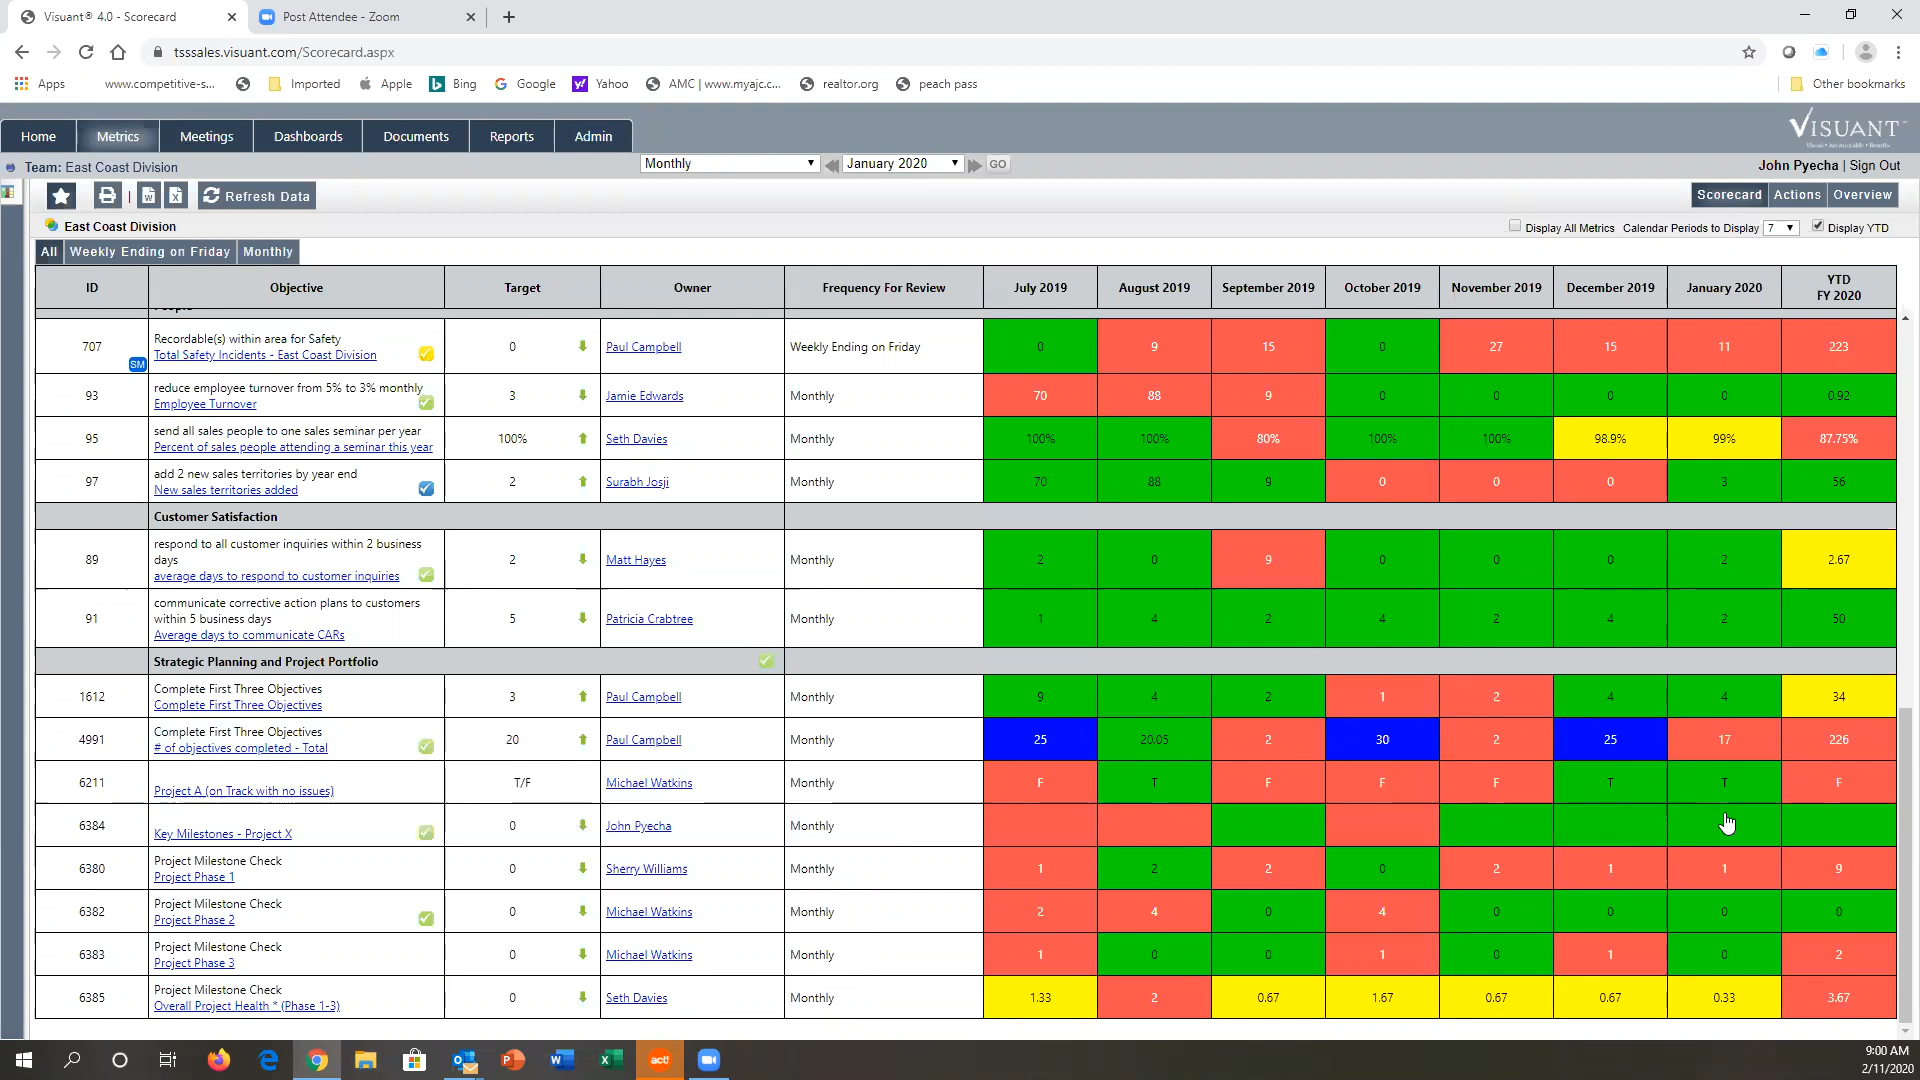 Visuant® 4.0 - Scorecard
Post Attendee - Zoom
tsssales.visuant.com/Scorecard.aspx
Apps www.competitive-s... Imported Apple Bing Google Yahoo AMC | www.myajc.c... realtor.org peach pass Other bookmarks
Home Metrics Meetings Dashboards Documents Reports Admin
VISUANT
Team: East Coast Division Monthly January 2020 GO John Pyecha | Sign Out
Refresh Data Scorecard Actions Overview
East Coast Division Display All Metrics Calendar Periods to Display 7 Display YTD
All Weekly Ending on Friday Monthly
ID Objective Target Owner Frequency For Review July 2019 August 2019 September 2019 October 2019 November 2019 December 2019 January 2020 YTD
FY 2020
People
707 Recordable(s) within area for Safety 0 Paul Campbell Weekly Ending on Friday 0 9 15 0 27 15 11 223
SM Total Safety Incidents - East Coast Division
93 reduce employee turnover from 5% to 3% monthly 3 Jamie Edwards Monthly 70 88 9 0 0 0 0 0.92
Employee Turnover
95 send all sales people to one sales seminar per year 100% Seth Davies Monthly 100% 100% 80% 100% 100% 98.9% 99% 87.75%
Percent of sales people attending a seminar this year
97 add 2 new sales territories by year end 2 Surabh Josji Monthly 70 88 9 0 0 0 3 56
New sales territories added
Customer Satisfaction
89 respond to all customer inquiries within 2 business 2 Matt Hayes Monthly 2 0 9 0 0 0 2 2.67
days
average days to respond to customer inquiries
91 communicate corrective action plans to customers 5 Patricia Crabtree Monthly 1 4 2 4 2 4 2 50
within 5 business days
Average days to communicate CARs
Strategic Planning and Project Portfolio
1612 Complete First Three Objectives 3 Paul Campbell Monthly 9 4 2 1 2 4 4 34
Complete First Three Objectives
4991 Complete First Three Objectives 20 Paul Campbell Monthly 25 20.05 2 30 2 25 17 226
# of objectives completed - Total
6211 Project A (on Track with no issues) T/F Michael Watkins Monthly F T F F F T T F
6384 Key Milestones - Project X 0 John Pyecha Monthly
6380 Project Milestone Check 0 Sherry Williams Monthly 1 2 2 0 2 1 1 9
Project Phase 1
6382 Project Milestone Check 0 Michael Watkins Monthly 2 4 0 4 0 0 0 0
Project Phase 2
6383 Project Milestone Check 0 Michael Watkins Monthly 1 0 0 1 0 1 0 2
Project Phase 3
6385 Project Milestone Check 0 Seth Davies Monthly 1.33 2 0.67 1.67 0.67 0.67 0.33 3.67
Overall Project Health * (Phase 1-3)
act!
9:00 AM
2/11/2020